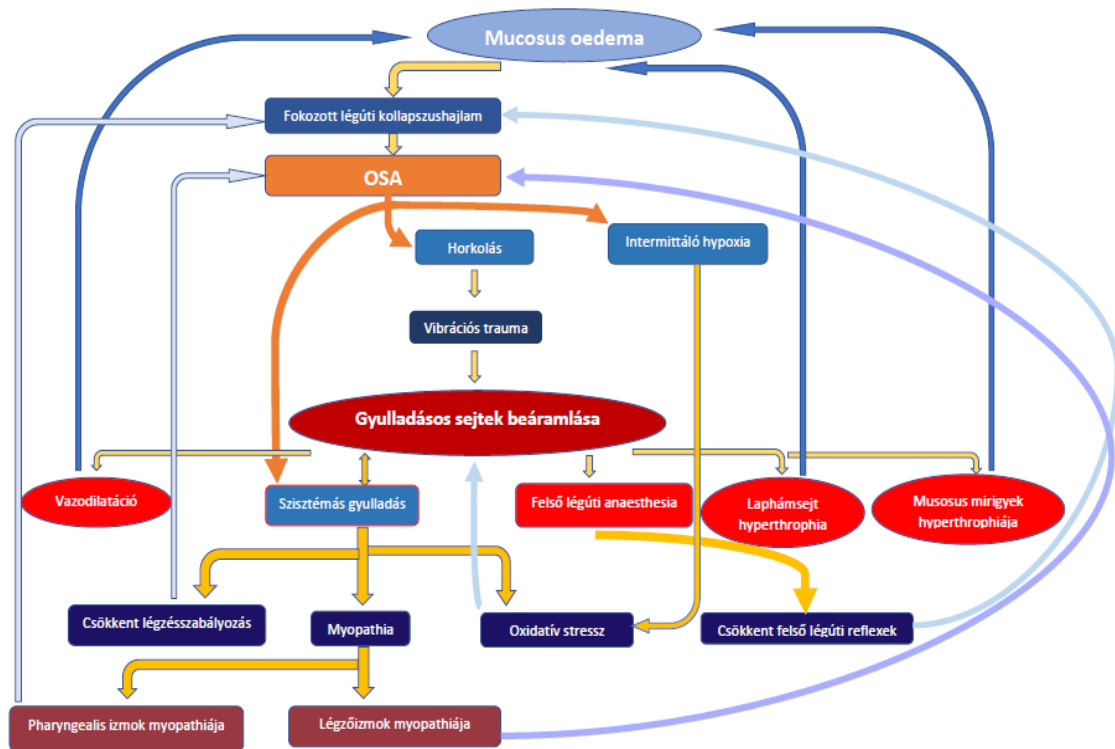 Mucosus oedema
Fokozott légúti kollapszushajlam
OSA
Horkolás
Intermittáló hypoxia
Vibrációs trauma
Gyulladásos sejtek beáramlása
Vazodilatáció
Szisztémás gyulladás
Felső légúti anaesthesia
Laphámsejt
hyperthrophia
Musosus mirigyek
hyperthrophiája
Csökkent légzésszabályozás
Myopathia
Oxidatív stressz
Csökkent felső légúti reflexek
Pharyngealis izmok myopathiája
Légzőizmok myopathiája